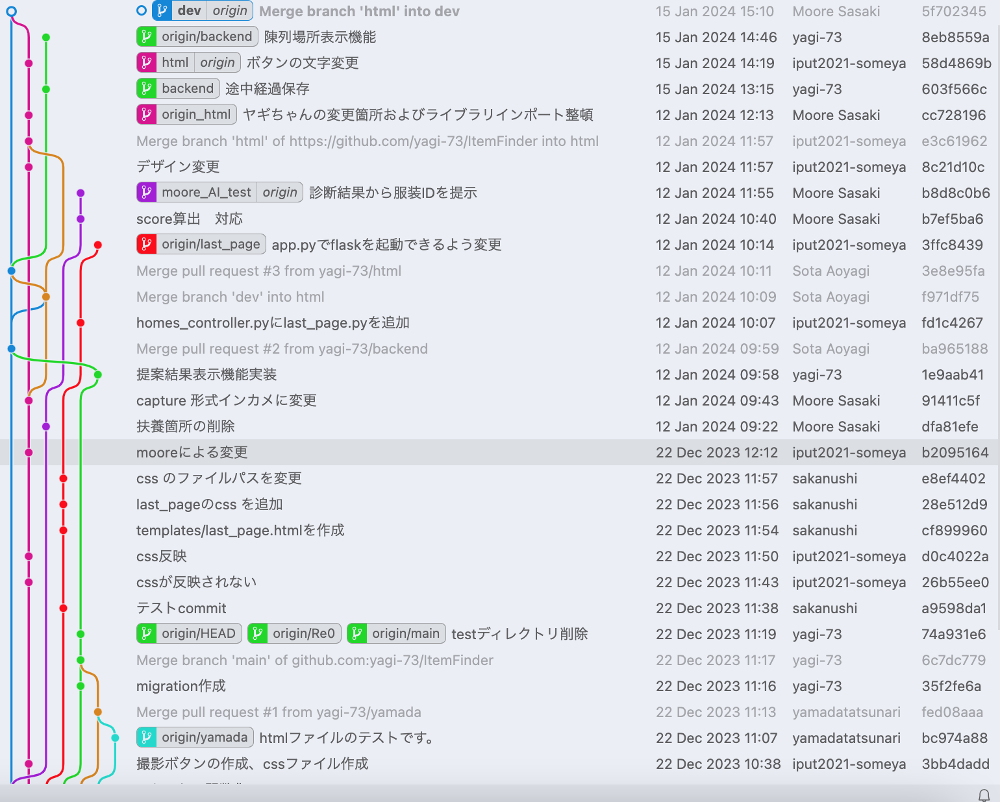 dev origin Merge branch 'html' into dev 15 Jan 2024 15:10 Moore Sasaki 5f702345
origin/backend 陳列場所表示機能 15 Jan 2024 14:46 yagi-73 8eb8559a
html origin ボタンの文字変更 15 Jan 2024 14:19 iput2021-someya 58d4869b
backend 途中経過保存 15 Jan 2024 13:15 yagi-73 603f566c
origin_html ヤギちゃんの変更箇所およびライブラリインポート整頓 12 Jan 2024 12:13 Moore Sasaki cc728196
Merge branch 'html' of https://github.com/yagi-73/ItemFinder into html 12 Jan 2024 11:57 iput2021-someya e3c61962
デザイン変更 12 Jan 2024 11:57 iput2021-someya 8c21d10c
moore_AI_test origin 診断結果から服装IDを提示 12 Jan 2024 11:55 Moore Sasaki b8d8c0b6
score算出　対応 12 Jan 2024 10:40 Moore Sasaki b7ef5ba6
origin/last_page app.pyでflaskを起動できるよう変更 12 Jan 2024 10:14 iput2021-someya 3ffc8439
Merge pull request #3 from yagi-73/html 12 Jan 2024 10:11 Sota Aoyagi 3e8e95fa
Merge branch 'dev' into html 12 Jan 2024 10:09 Sota Aoyagi f971df75
homes_controller.pyにlast_page.pyを追加 12 Jan 2024 10:07 iput2021-someya fd1c4267
Merge pull request #2 from yagi-73/backend 12 Jan 2024 09:59 Sota Aoyagi ba965188
提案結果表示機能実装 12 Jan 2024 09:58 yagi-73 1e9aab41
capture 形式インカメに変更 12 Jan 2024 09:43 Moore Sasaki 91411c5f
扶養箇所の削除 12 Jan 2024 09:22 Moore Sasaki dfa81efe
mooreによる変更 22 Dec 2023 12:12 iput2021-someya b2095164
css のファイルパスを変更 22 Dec 2023 11:57 sakanushi e8ef4402
last_pageのcss を追加 22 Dec 2023 11:56 sakanushi 28e512d9
templates/last_page.htmlを作成 22 Dec 2023 11:54 sakanushi cf899960
css反映 22 Dec 2023 11:50 iput2021-someya d0c4022a
cssが反映されない 22 Dec 2023 11:43 iput2021-someya 26b55ee0
テストcommit 22 Dec 2023 11:38 sakanushi a9598da1
origin/HEAD origin/Re0 origin/main testディレクトリ削除 22 Dec 2023 11:19 yagi-73 74a931e6
Merge branch 'main' of github.com:yagi-73/ItemFinder 22 Dec 2023 11:17 yagi-73 6c7dc779
migration作成 22 Dec 2023 11:16 yagi-73 35f2fe6a
Merge pull request #1 from yagi-73/yamada 22 Dec 2023 11:13 yamadatatsunari fed08aaa
origin/yamada htmlファイルのテストです。 22 Dec 2023 11:07 yamadatatsunari bc974a88
撮影ボタンの作成、cssファイル作成 22 Dec 2023 10:38 iput2021-someya 3bb4dadd